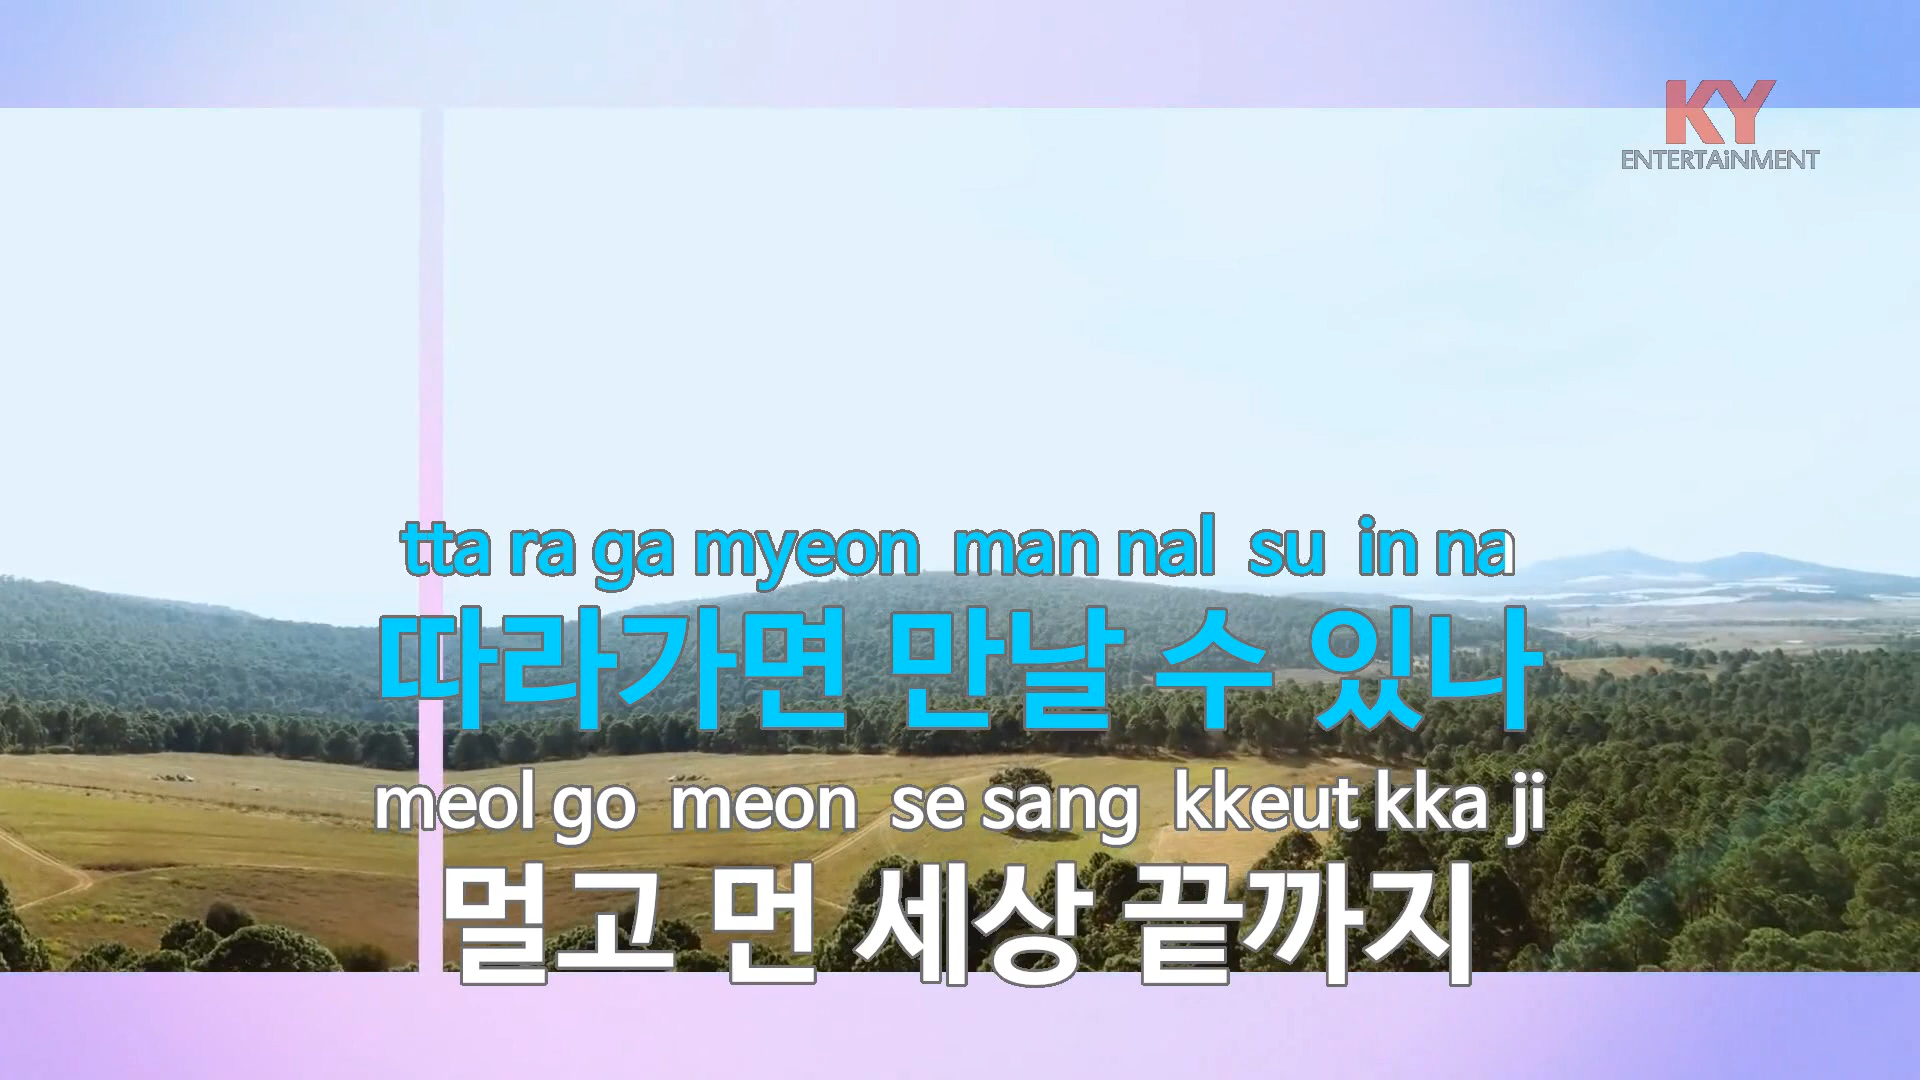 KY
ENTERTAiNMENT
tta ra ga myeon man nal su in na
따라가면 만날 수 있나
meol go meon se sang kkeut kka ji
멀고 먼 세상 끝까지